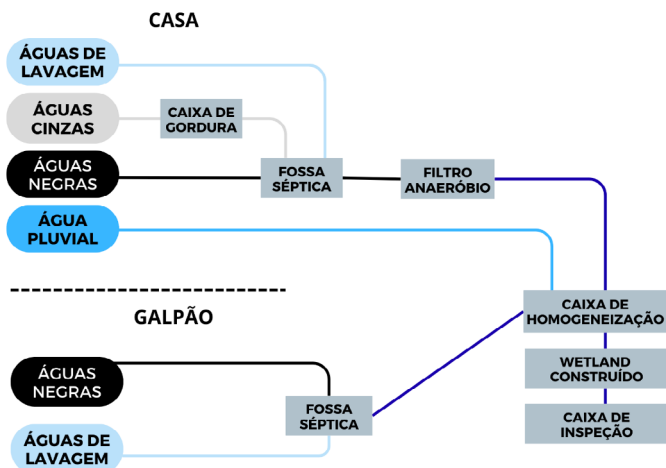 CASA
ÁGUAS DE
LAVAGEM
ÁGUAS
CINZAS
CAIXA DE
GORDURA
ÁGUAS
NEGRAS
FOSSA
SÉPTICA
FILTRO
ANAERÓBIO
ÁGUA
PLUVIAL
GALPÃO
CAIXA DE
HOMOGENEIZAÇÃO
WETLAND
CONSTRUÍDO
ÁGUAS
NEGRAS
FOSSA
SÉPTICA
CAIXA DE
INSPEÇÃO
ÁGUAS DE
LAVAGEM